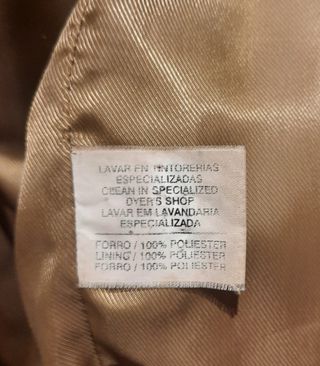 LAVAR EN TINTORERIAS
ESPECIALIZADAS
CLEAN IN SPECIALIZED
DYER'S SHOP
LAVAR EM LAVANDARIA
ESPECIALIZADA
FORRO / 100% POLIESTER
LINING / 100% POLIESTER
FORRO / 100% POLIESTER